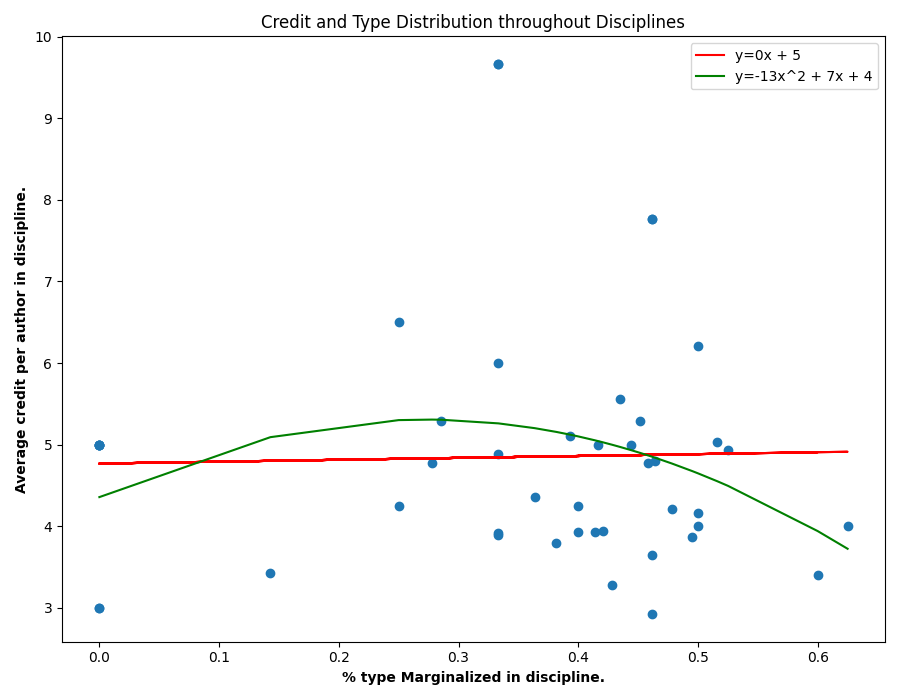 Credit and Type Distribution throughout Disciplines
y=0x + 5
y=-13x^2 + 7x + 4
10
9
8
7
6
5
4
3
Average credit per author in discipline.
0.0 0.1 0.2 0.3 0.4 0.5 0.6
% type Marginalized in discipline.